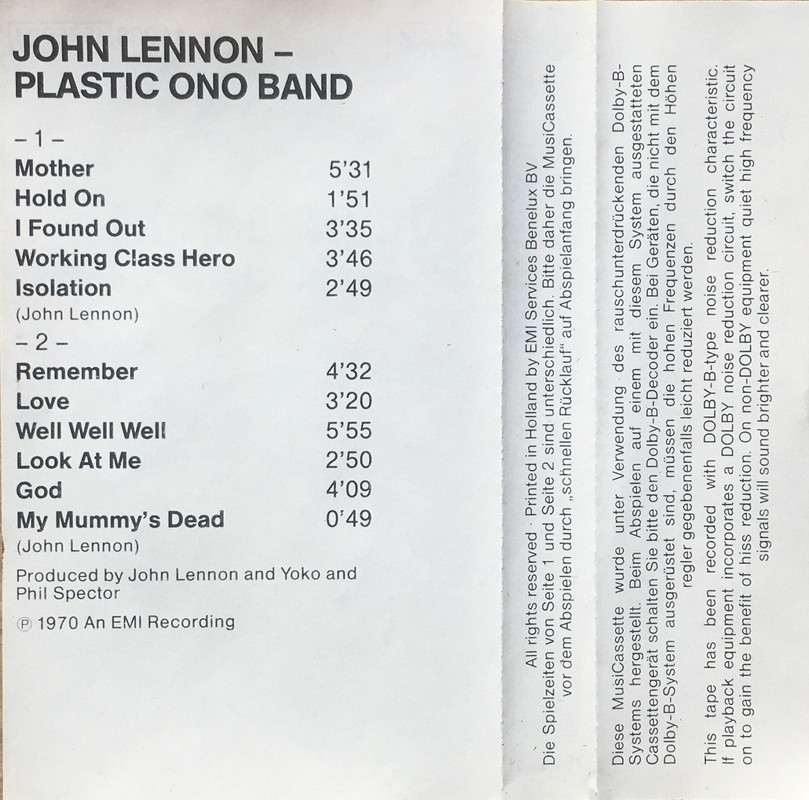 JOHN LENNON –
PLASTIC ONO BAND
– 1 –
Mother 5'31
Hold On 1'51
I Found Out 3'35
Working Class Hero 3'46
Isolation 2'49
(John Lennon)
– 2 –
Remember 4'32
Love 3'20
Well Well Well 5'55
Look At Me 2'50
God 4'09
My Mummy's Dead 0'49
(John Lennon)
Produced by John Lennon and Yoko and
Phil Spector
℗ 1970 An EMI Recording
All rights reserved · Printed in Holland by EMI Services Benelux BV
Die Spielzeiten von Seite 1 und Seite 2 sind unterschiedlich. Bitte daher die MusiCassette
vor dem Abspielen durch „schnellen Rücklauf“ auf Abspielanfang bringen.
Diese MusiCassette wurde unter Verwendung des rauschunterdrückenden Dolby-B-
Systems hergestellt. Beim Abspielen auf einem mit diesem System ausgestatteten
Cassettengerät schalten Sie bitte den Dolby-B-Decoder ein. Bei Geräten, die nicht mit dem
Dolby-B-System ausgerüstet sind, müssen die hohen Frequenzen durch den Höhen
regler gegebenenfalls leicht reduziert werden.
This tape has been recorded with DOLBY-B-type noise reduction characteristic.
If playback equipment incorporates a DOLBY noise reduction circuit, switch the circuit
on to gain the benefit of hiss reduction. On non-DOLBY equipment quiet high frequency
signals will sound brighter and clearer.